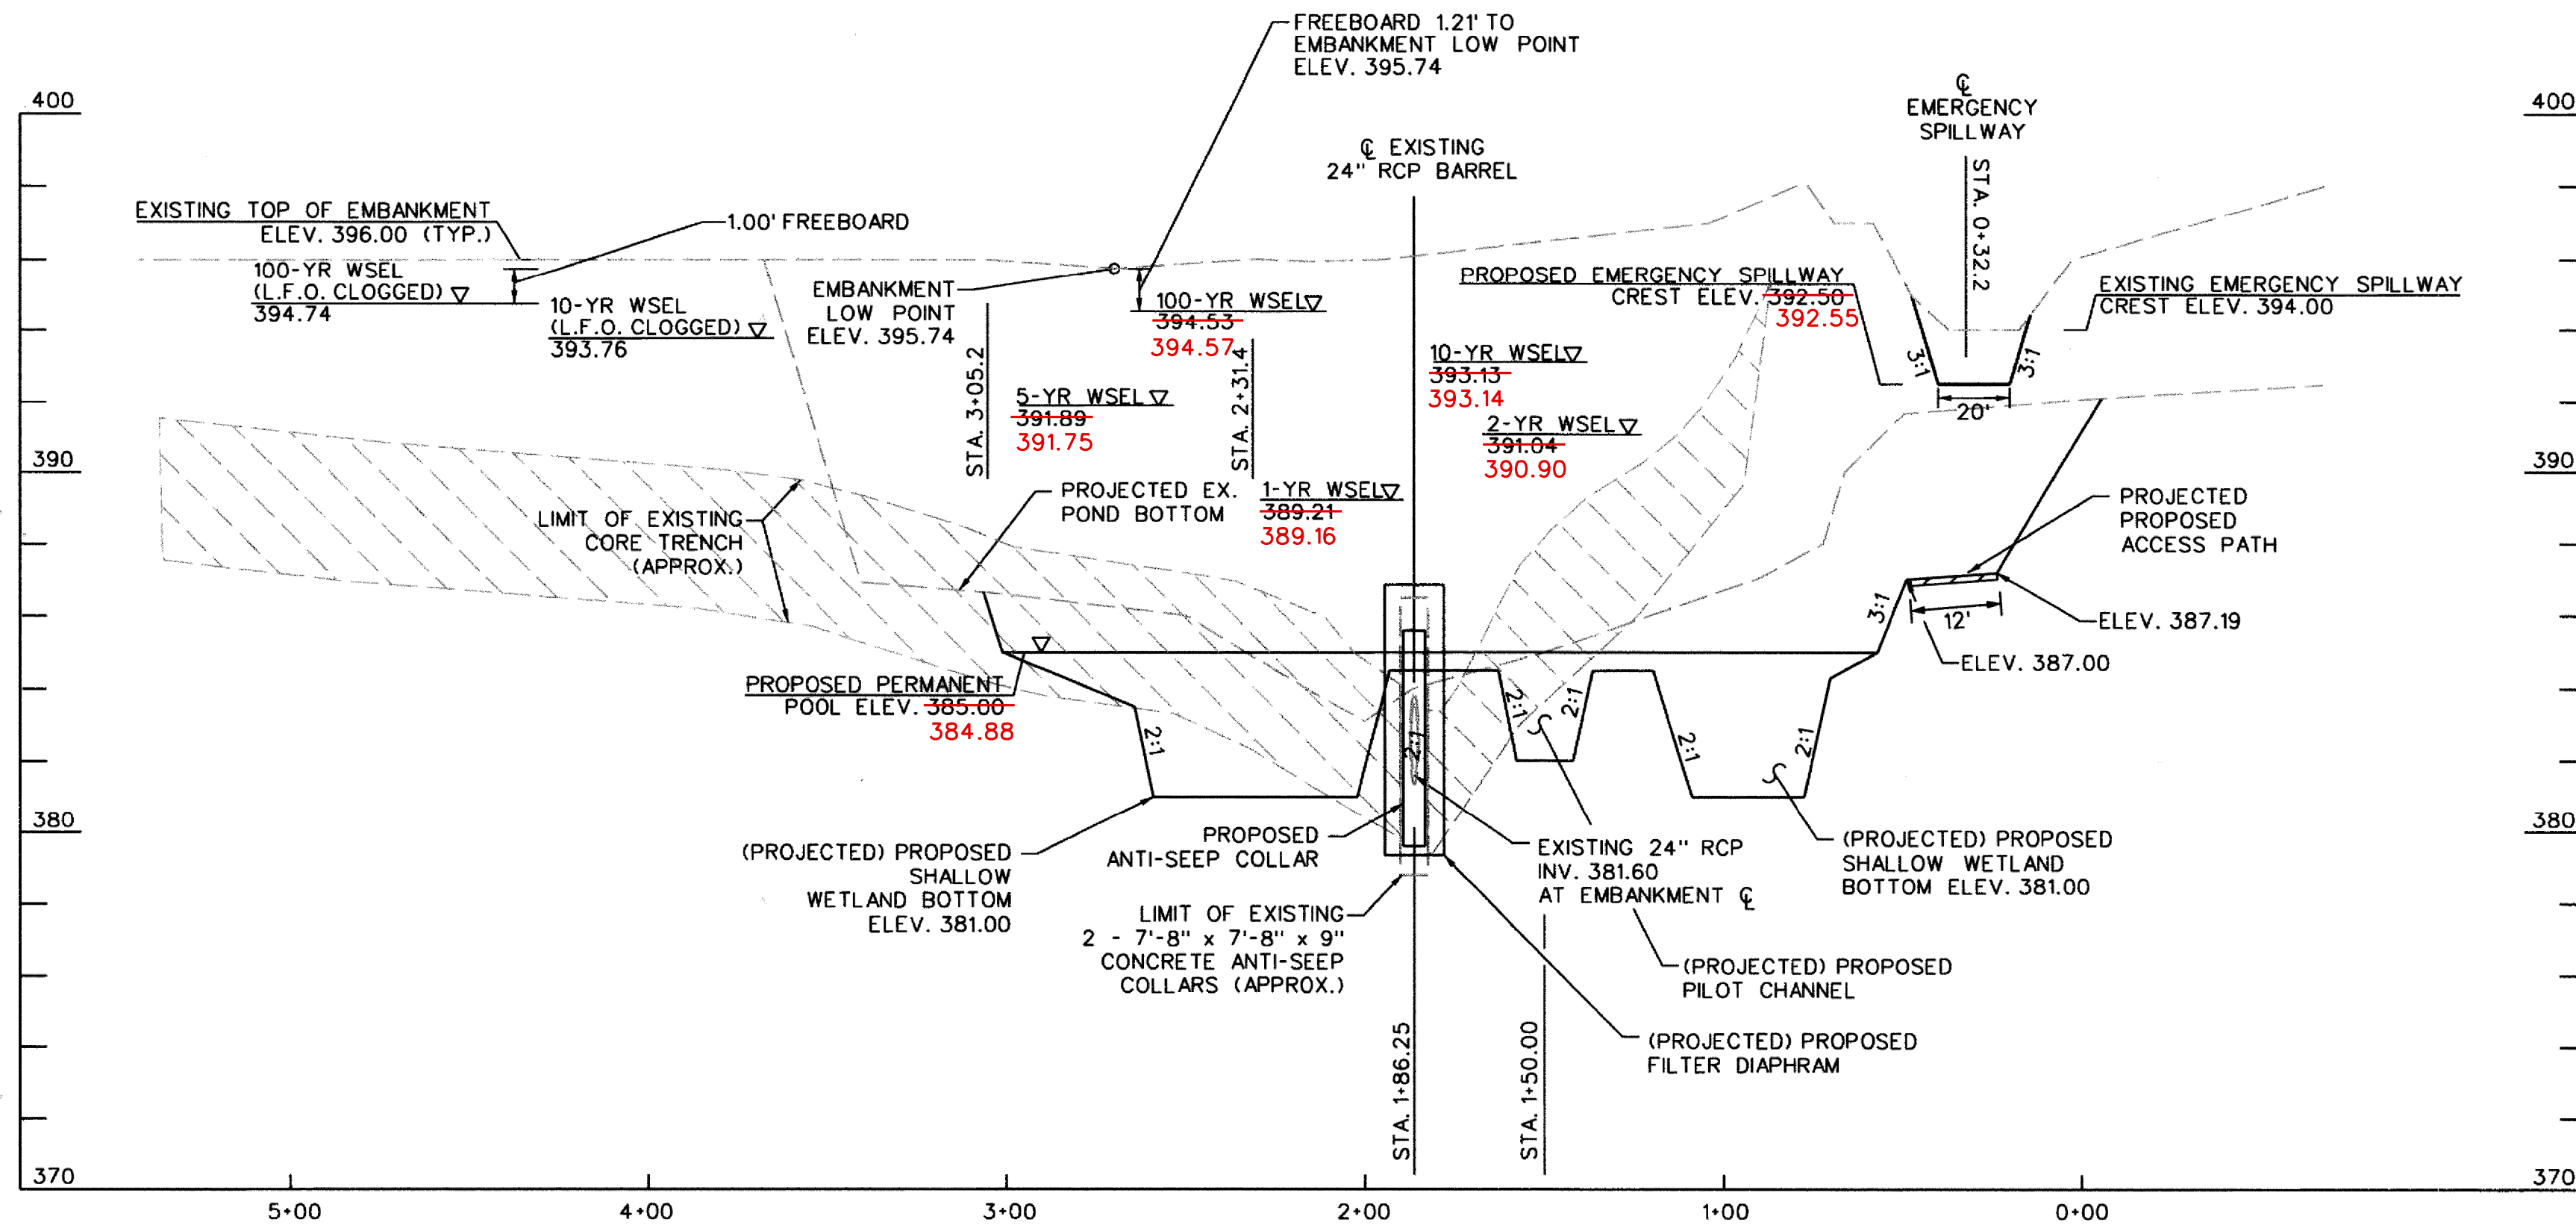 FREEBOARD 1.21' TO
EMBANKMENT LOW POINT
ELEV. 395.74
℄
EMERGENCY
SPILLWAY
STA. 0+32.2
400
400
℄ EXISTING
24" RCP BARREL
EXISTING TOP OF EMBANKMENT
ELEV. 396.00 (TYP.)
1.00' FREEBOARD
100-YR WSEL
(L.F.O. CLOGGED)
394.74
10-YR WSEL
(L.F.O. CLOGGED)
393.76
EMBANKMENT
LOW POINT
ELEV. 395.74
100-YR WSEL
394.53
394.57
PROPOSED EMERGENCY SPILLWAY
CREST ELEV. 392.50
392.55
EXISTING EMERGENCY SPILLWAY
CREST ELEV. 394.00
3:1
3:1
20'
STA. 3+05.2
STA. 2+31.4
5-YR WSEL
391.89
391.75
10-YR WSEL
393.13
393.14
2-YR WSEL
391.04
390.90
390
390
1-YR WSEL
389.21
389.16
PROJECTED EX.
POND BOTTOM
LIMIT OF EXISTING
CORE TRENCH
(APPROX.)
PROJECTED
PROPOSED
ACCESS PATH
3:1
12'
ELEV. 387.19
ELEV. 387.00
PROPOSED PERMANENT
POOL ELEV. 385.00
384.88
2:1
2:1
2:1
2:1
2:1
2:1
380
380
(PROJECTED) PROPOSED
SHALLOW
WETLAND BOTTOM
ELEV. 381.00
PROPOSED
ANTI-SEEP COLLAR
EXISTING 24" RCP
INV. 381.60
AT EMBANKMENT ℄
(PROJECTED) PROPOSED
SHALLOW WETLAND
BOTTOM ELEV. 381.00
LIMIT OF EXISTING
2 - 7'-8" x 7'-8" x 9"
CONCRETE ANTI-SEEP
COLLARS (APPROX.)
(PROJECTED) PROPOSED
PILOT CHANNEL
(PROJECTED) PROPOSED
FILTER DIAPHRAM
STA. 1+86.25
STA. 1+50.00
370
370
5+00
4+00
3+00
2+00
1+00
0+00